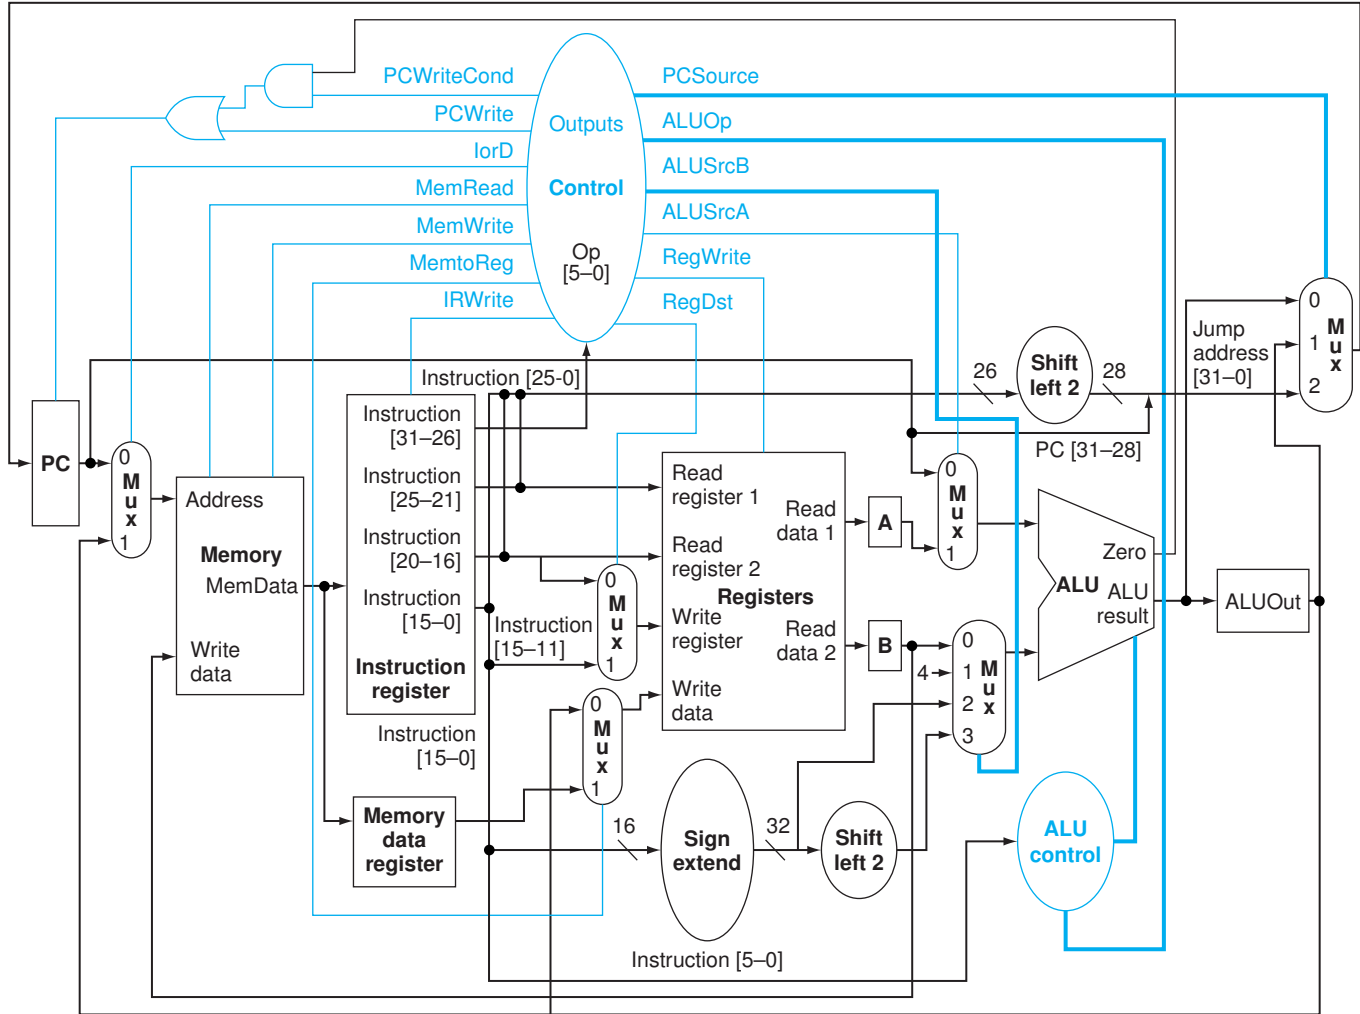 PCWriteCond
PCWrite
IorD
MemRead
MemWrite
MemtoReg
IRWrite
Outputs
Control
Op
[5–0]
PCSource
ALUOp
ALUSrcB
ALUSrcA
RegWrite
RegDst
Instruction [25-0]
26
Shift
left 2
28
Jump
address
[31–0]
0
1
2
M
u
x
PC
0
M
u
x
1
Address
Memory
MemData
Write
data
Instruction
[31–26]
Instruction
[25–21]
Instruction
[20–16]
Instruction
[15–0]
Instruction
register
Instruction
[15–0]
Instruction
[15–11]
0
M
u
x
1
Read
register 1
Read
register 2
Registers
Write
register
Write
data
Read
data 1
Read
data 2
A
B
PC [31–28]
0
M
u
x
1
4
0
1
2
3
M
u
x
Zero
ALU
ALU
result
ALUOut
0
M
u
x
1
Memory
data
register
16
Sign
extend
32
Shift
left 2
ALU
control
Instruction [5–0]